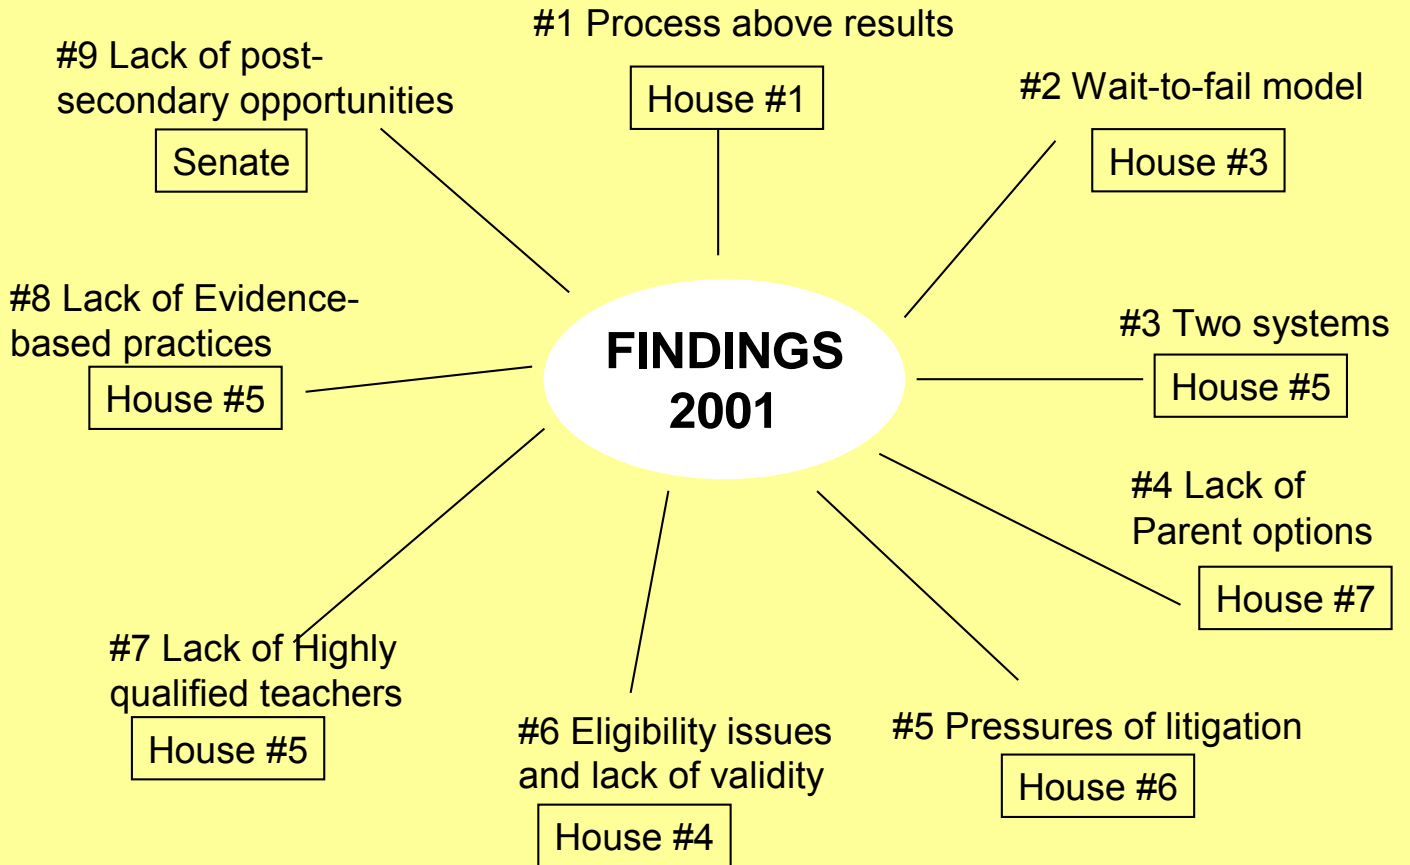 #1 Process above results
House #1
#2 Wait-to-fail model
House #3
#3 Two systems
House #5
#4 Lack of
Parent options
House #7
#5 Pressures of litigation
House #6
#6 Eligibility issues
and lack of validity
House #4
#7 Lack of Highly
qualified teachers
House #5
#8 Lack of Evidence-
based practices
House #5
#9 Lack of post-
secondary opportunities
Senate
FINDINGS
2001